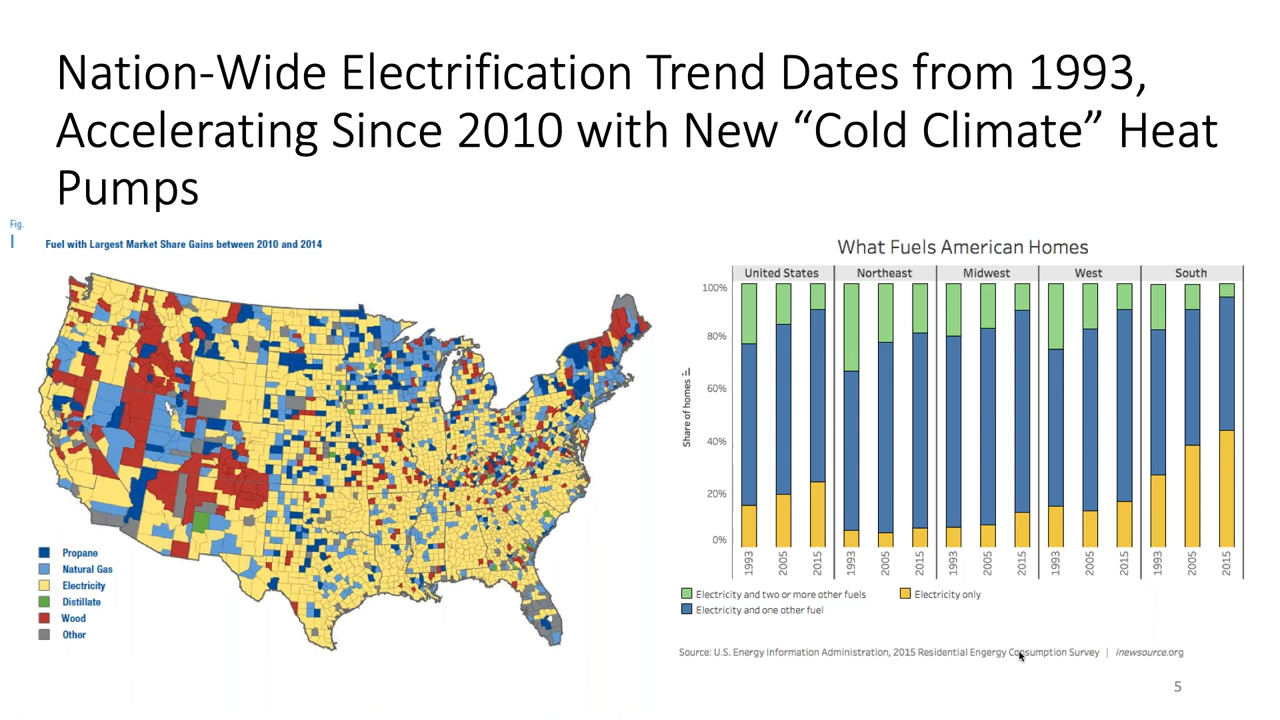 Nation-Wide Electrification Trend Dates from 1993,
Accelerating Since 2010 with New “Cold Climate” Heat
Pumps
Fig.
1
Fuel with Largest Market Share Gains between 2010 and 2014
Propane
Natural Gas
Electricity
Distillate
Wood
Other
What Fuels American Homes
United States Northeast Midwest West South
100%
80%
60%
40%
20%
0%
Share of homes
1993 2005 2015 1993 2005 2015 1993 2005 2015 1993 2005 2015 1993 2005 2015
Electricity and two or more other fuels Electricity only
Electricity and one other fuel
Source: U.S. Energy Information Administration, 2015 Residential Engergy Consumption Survey | inewsource.org
5